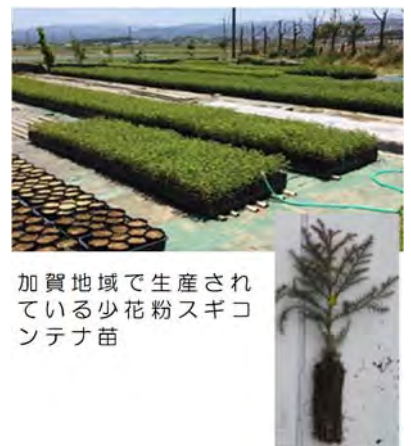 加賀地域で生産され
ている少花粉スギコ
ンテナ苗